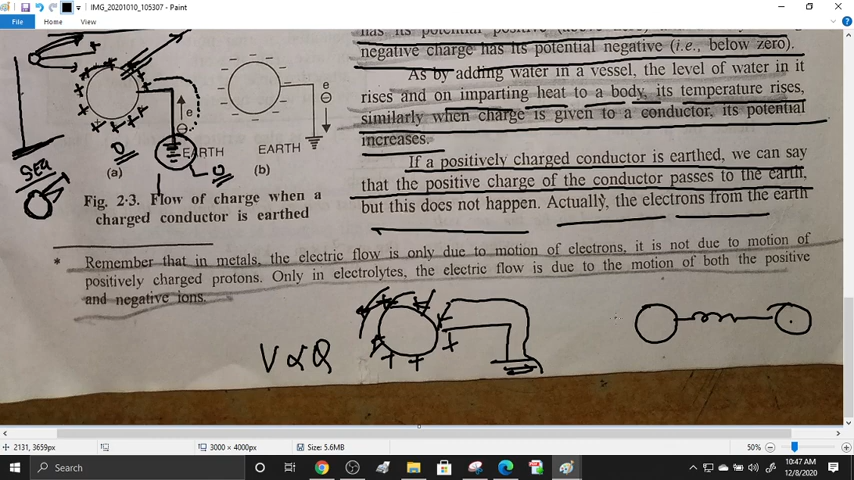 IMG_20201010_105307 - Paint
File Home View
has its potential positive
negative charge has its potential negative (i.e., below zero).
As by adding water in a vessel, the level of water in it
rises and on imparting heat to a body, its temperature rises,
similarly when charge is given to a conductor, its potential
increases.
If a positively charged conductor is earthed, we can say
that the positive charge of the conductor passes to the earth,
but this does not happen. Actually, the electrons from the earth
e
e
EARTH EARTH
(a) (b)
Fig. 2·3. Flow of charge when a
charged conductor is earthed
* Remember that in metals, the electric flow is only due to motion of electrons, it is not due to motion of
positively charged protons. Only in electrolytes, the electric flow is due to the motion of both the positive
and negative ions.
V ∝ Q
2131, 3659px 3000 × 4000px Size: 5.6MB 50%
Search
10:47 AM
12/8/2020